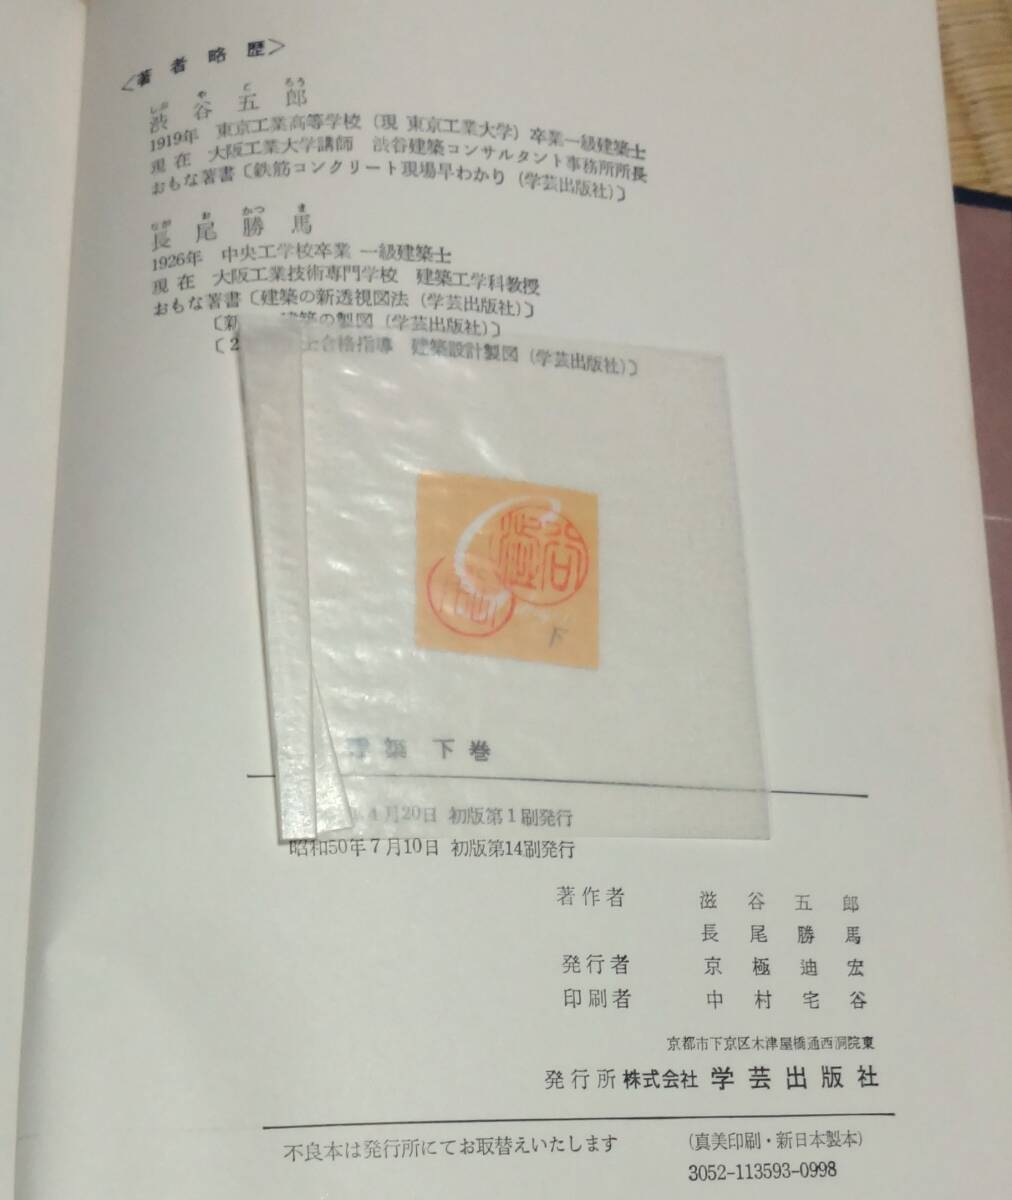 〈著者略歴〉
しぶ や ご ろう
渋谷五郎
1919年 東京工業高等学校（現 東京工業大学）卒業一級建築士
現在 大阪工業大学講師 渋谷建築コンサルタント事務所所長
おもな著書〔鉄筋コンクリート現場早わかり（学芸出版社）〕
なが お かつ ま
長尾勝馬
1926年 中央工学校卒業 一級建築士
現在 大阪工業技術専門学校 建築工学科教授
おもな著書〔建築の新透視図法（学芸出版社）〕
〔新 建築の製図（学芸出版社）〕
〔2 士合格指導 建築設計製図（学芸出版社）〕
澁谷
下
築 下巻
4月20日 初版第1刷発行
昭和50年7月10日 初版第14刷発行
著作者 滋谷五郎
長尾勝馬
発行者 京極迪宏
印刷者 中村宅谷
京都市下京区木津屋橋通西洞院東
発行所 株式会社 学芸出版社
不良本は発行所にてお取替えいたします
(真美印刷・新日本製本)
3052-113593-0998